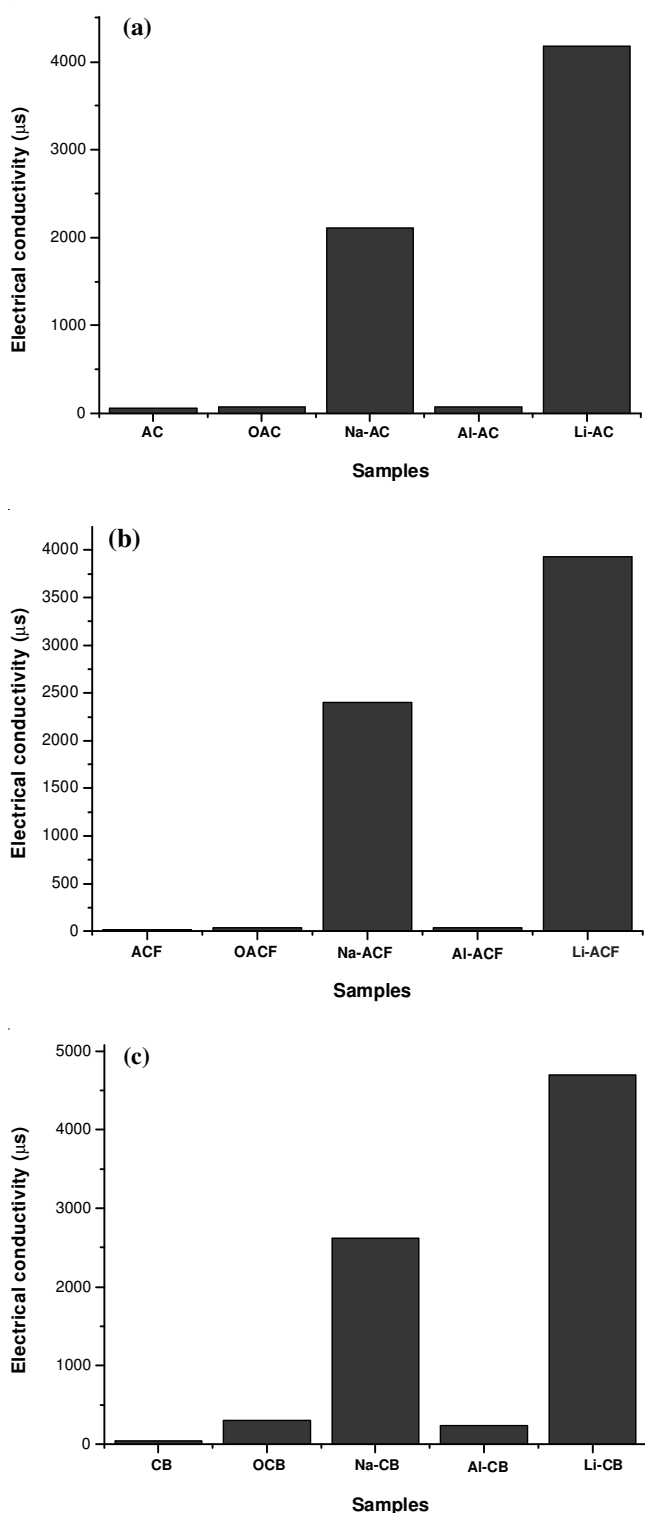 (a)
Electrical conductivity (μs)
4000
3000
2000
1000
0
AC OAC Na-AC Al-AC Li-AC
Samples
(b)
Electrical conductivity (μs)
4000
3500
3000
2500
2000
1500
1000
500
0
ACF OACF Na-ACF Al-ACF Li-ACF
Samples
(c)
Electrical conductivity (μs)
5000
4000
3000
2000
1000
0
CB OCB Na-CB Al-CB Li-CB
Samples